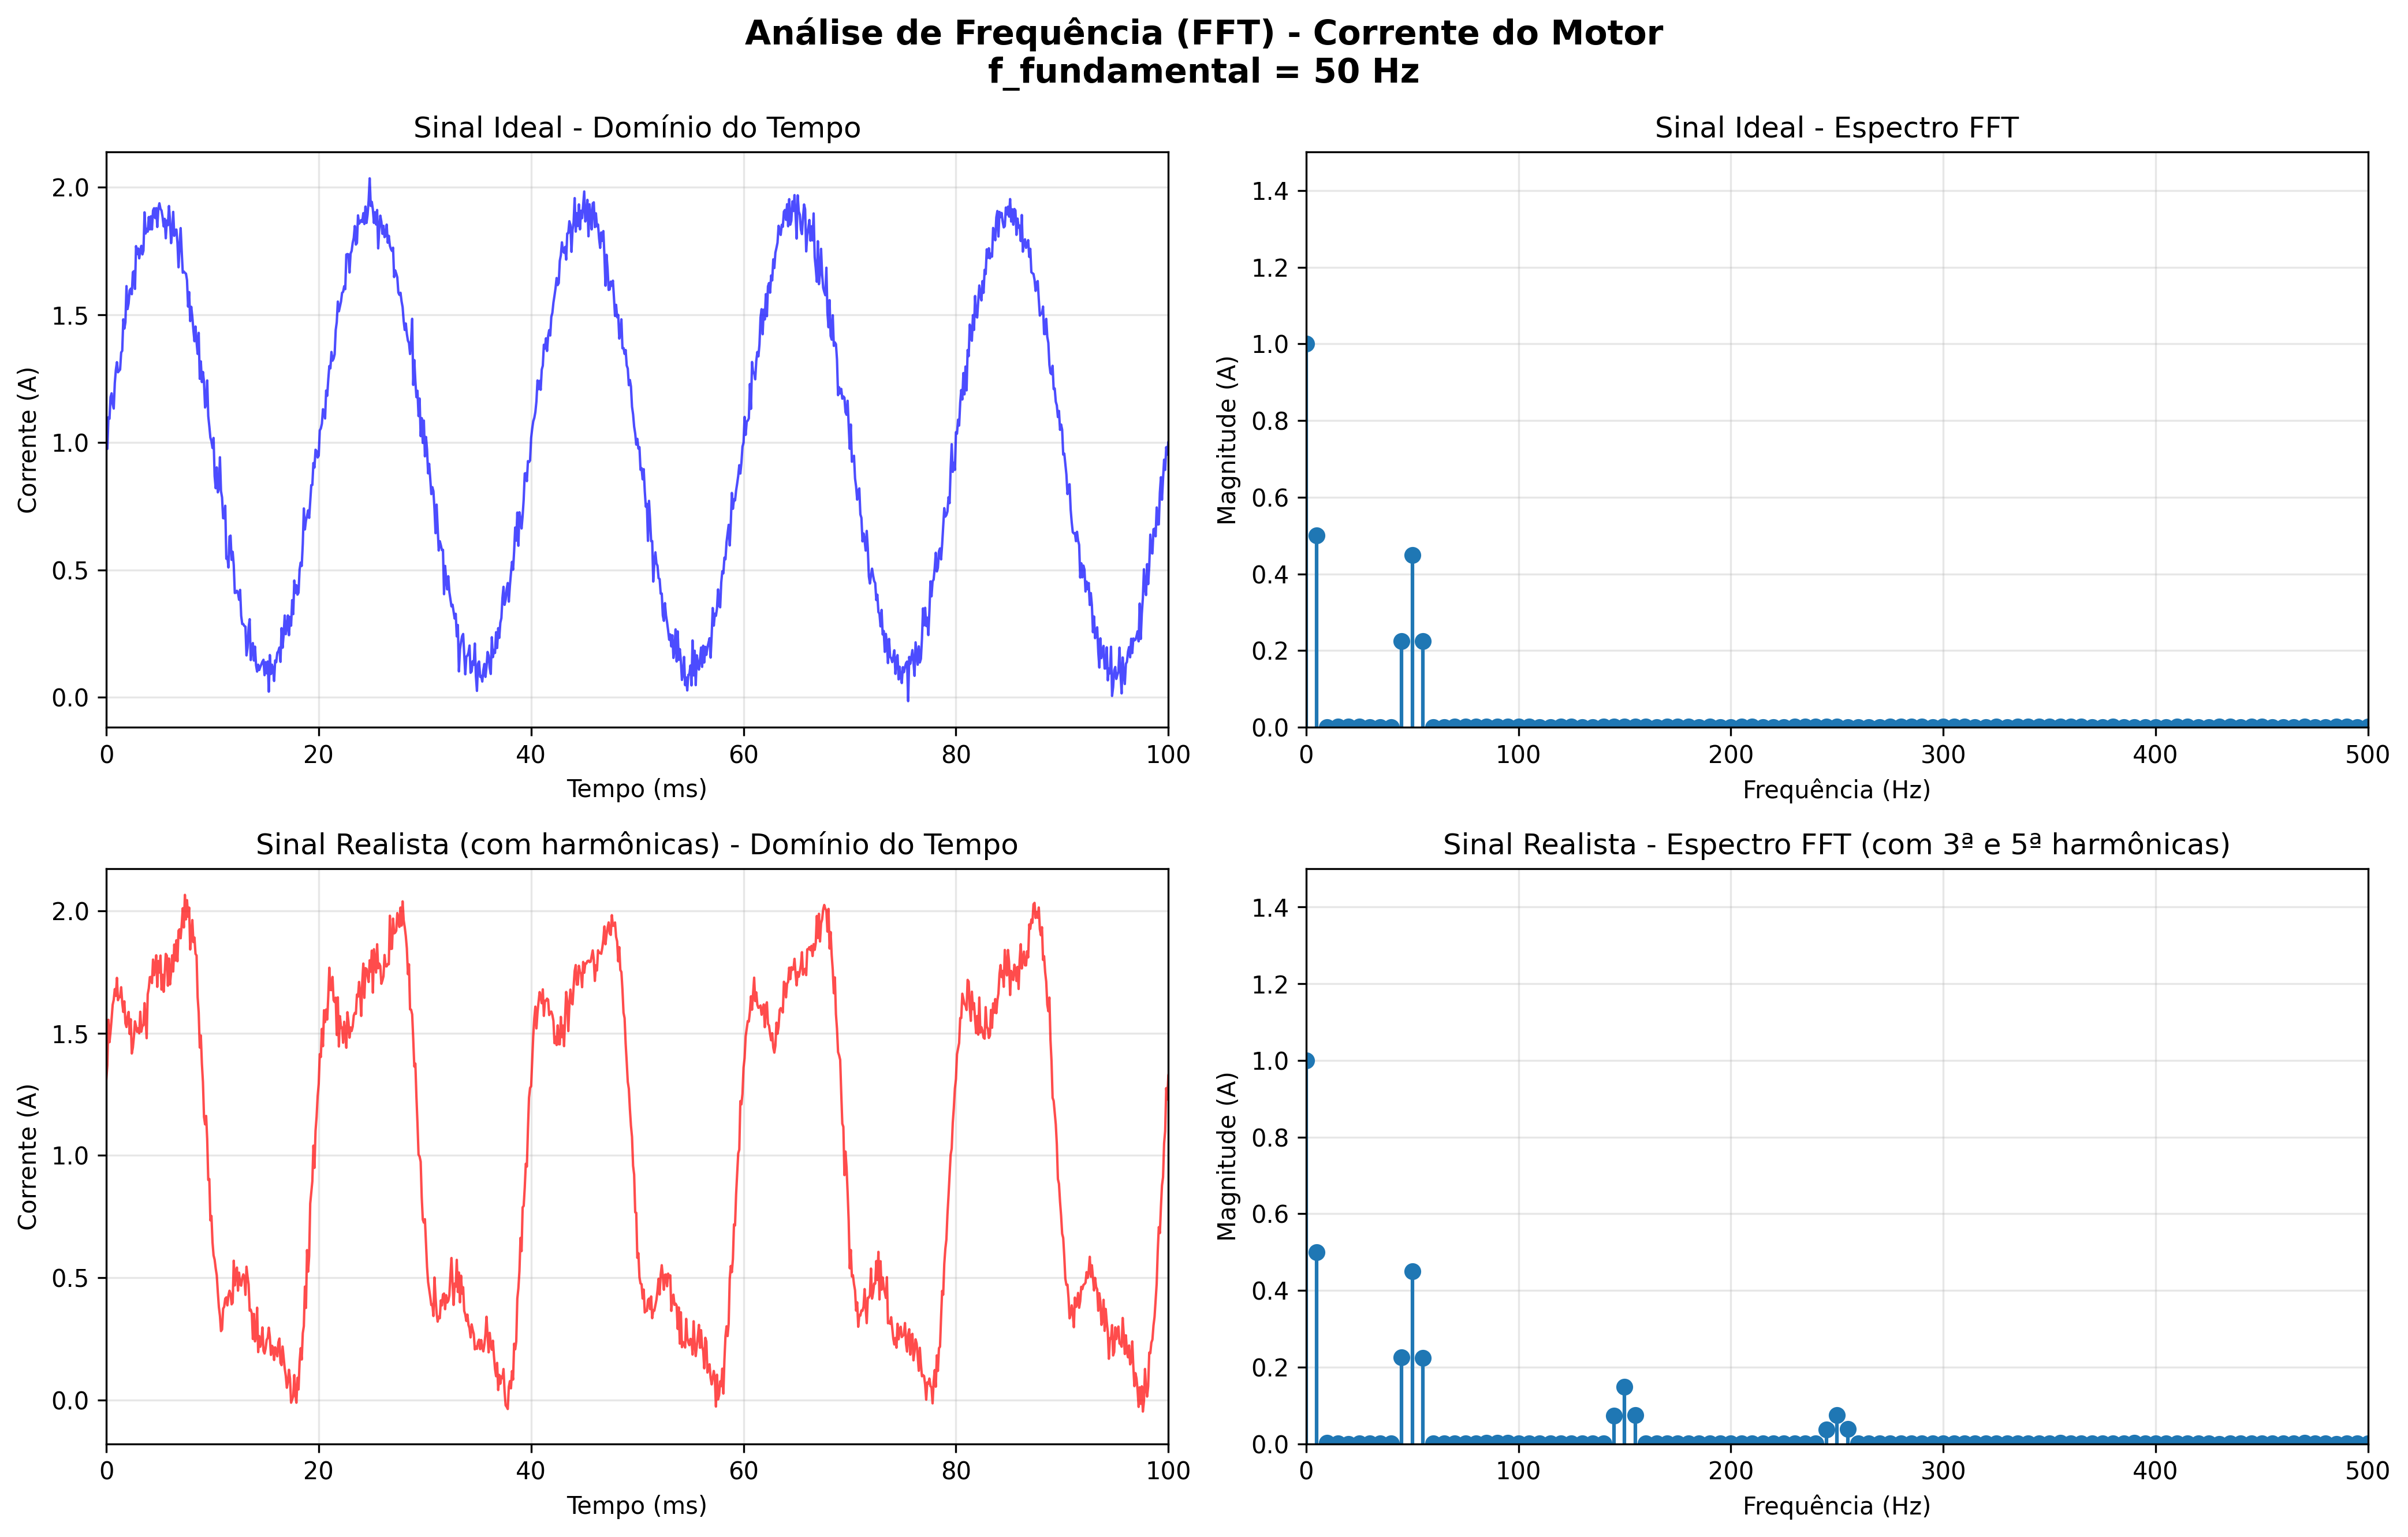 Análise de Frequência (FFT) - Corrente do Motor
f_fundamental = 50 Hz
Sinal Ideal - Domínio do Tempo
Corrente (A)
2.0
1.5
1.0
0.5
0.0
0 20 40 60 80 100
Tempo (ms)
Sinal Ideal - Espectro FFT
Magnitude (A)
1.4
1.2
1.0
0.8
0.6
0.4
0.2
0.0
0 100 200 300 400 500
Frequência (Hz)
Sinal Realista (com harmônicas) - Domínio do Tempo
Corrente (A)
2.0
1.5
1.0
0.5
0.0
0 20 40 60 80 100
Tempo (ms)
Sinal Realista - Espectro FFT (com 3ª e 5ª harmônicas)
Magnitude (A)
1.4
1.2
1.0
0.8
0.6
0.4
0.2
0.0
0 100 200 300 400 500
Frequência (Hz)